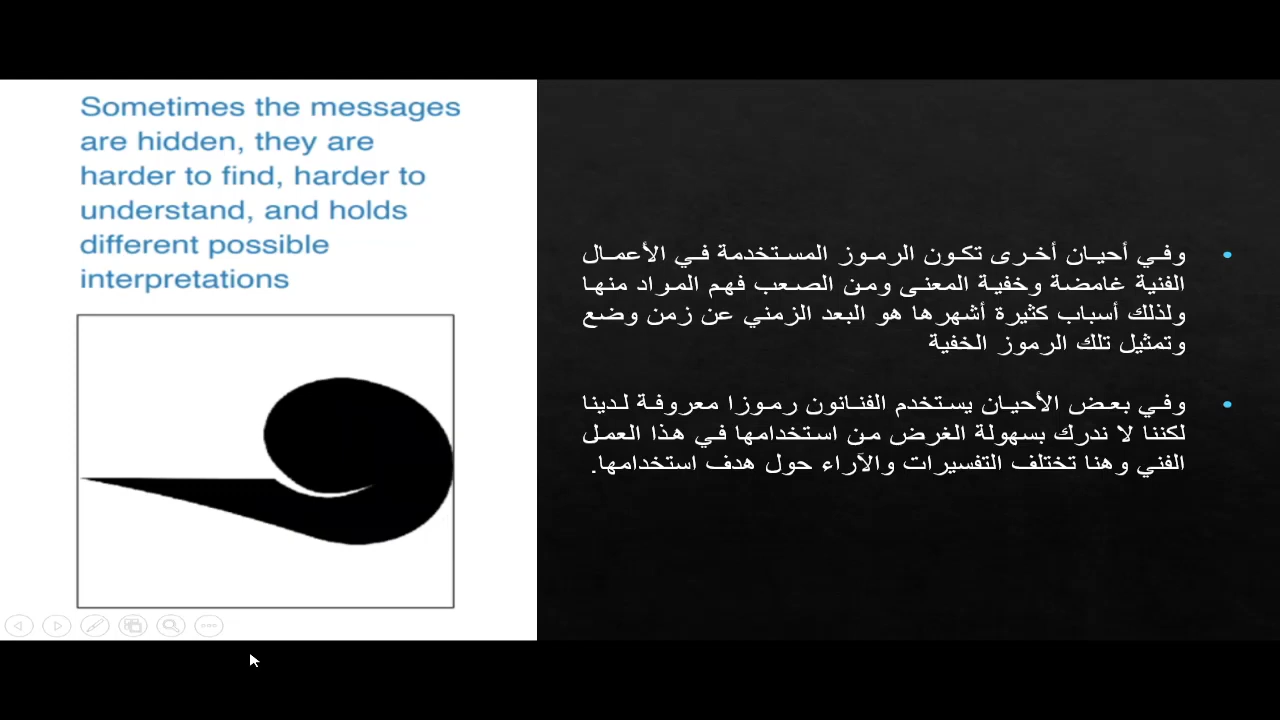 Sometimes the messages
are hidden, they are
harder to find, harder to
understand, and holds
different possible
interpretations
وفي أحيان أخرى تكون الرموز المستخدمة في الأعمال
الفنية غامضة وخفية المعنى ومن الصعب فهم المراد منها
ولذلك أسباب كثيرة أشهرها هو البعد الزمني عن زمن وضع
وتمثيل تلك الرموز الخفية
وفي بعض الأحيان يستخدم الفنانون رموزا معروفة لدينا
لكننا لا ندرك بسهولة الغرض من استخدامها في هذا العمل
الفني وهنا تختلف التفسيرات والآراء حول هدف استخدامها.